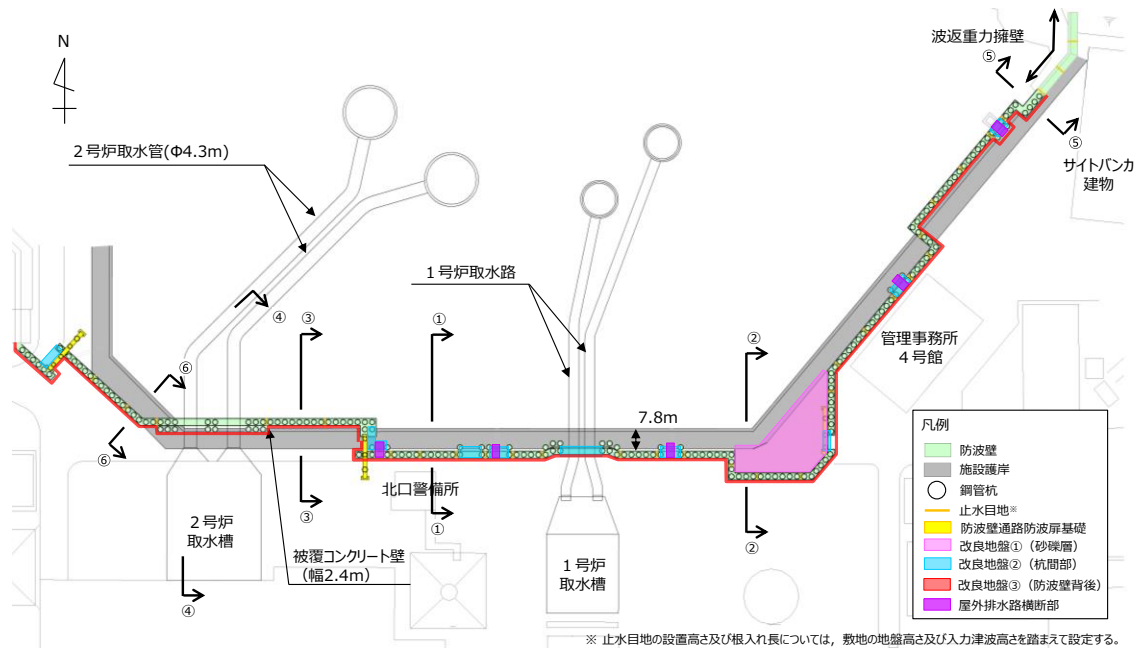 N
波返重力擁壁
⑤
⑤
サイトバンカ
建物
2号炉取水管(Φ4.3m)
1号炉取水路
④
③
①
②
管理事務所
4号館
⑥
7.8m
⑥
北口警備所
③
①
②
2号炉
取水槽
被覆コンクリート壁
(幅2.4m)
1号炉
取水槽
④
凡例
防波壁
施設護岸
鋼管杭
止水目地※
防波壁通路防波扉基礎
改良地盤①(砂礫層)
改良地盤②(杭間部)
改良地盤③(防波壁背後)
屋外排水路横断部
※ 止水目地の設置高さ及び根入れ長については,敷地の地盤高さ及び入力津波高さを踏まえて設定する。